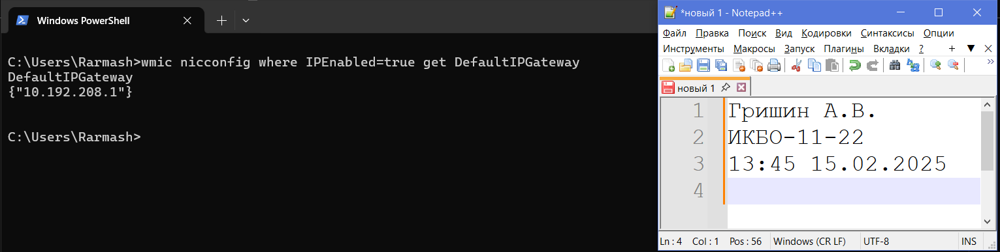 Windows PowerShell
C:\Users\Rarmash>wmic nicconfig where IPEnabled=true get DefaultIPGateway
DefaultIPGateway
{"10.192.208.1"}
C:\Users\Rarmash>
*новый 1 - Notepad++
Файл Правка Поиск Вид Кодировки Синтаксисы Опции
Инструменты Макросы Запуск Плагины Вкладки ? + ▼ X
новый 1
1 Гришин А.В.
2 ИКБО-11-22
3 13:45 15.02.2025
4
Ln : 4 Col : 1 Pos : 56 Windows (CR LF) UTF-8 INS